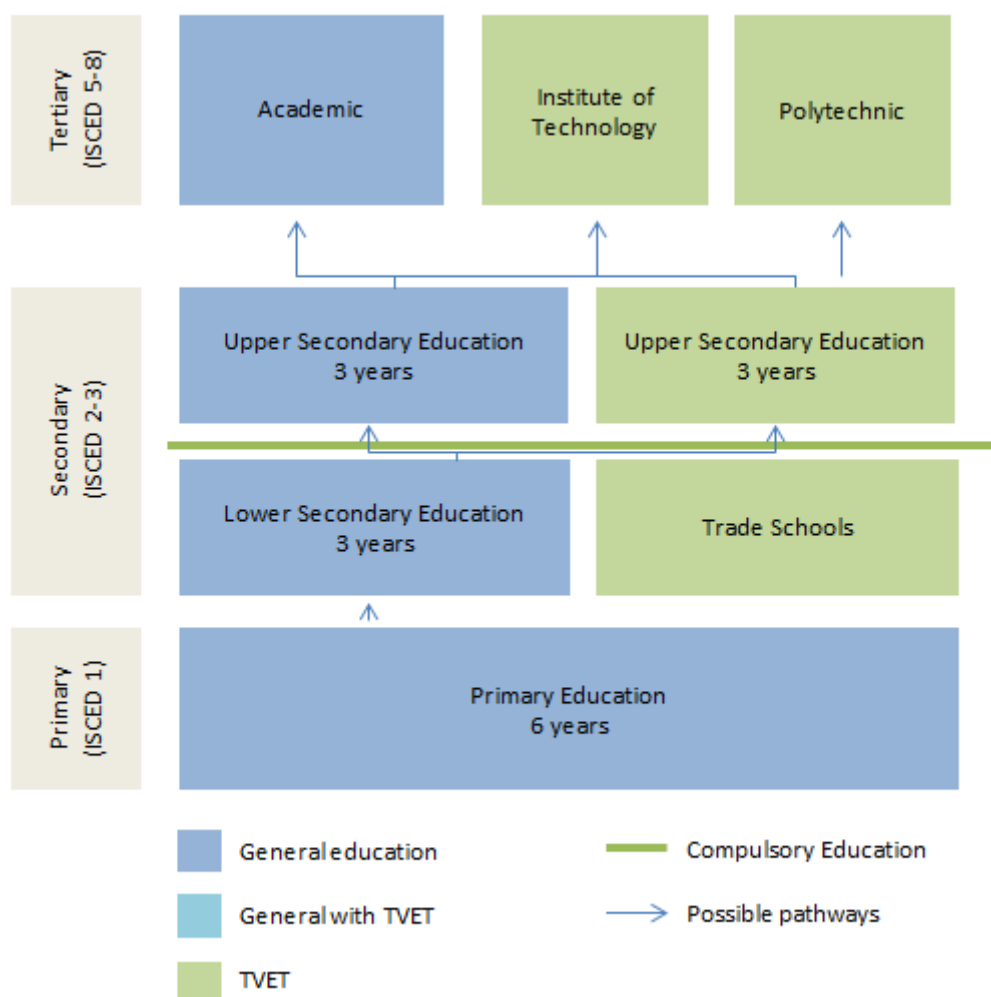 Tertiary
(ISCED 5-8)
Academic
Institute of
Technology
Polytechnic
Secondary
(ISCED 2-3)
Upper Secondary Education
3 years
Upper Secondary Education
3 years
Lower Secondary Education
3 years
Trade Schools
Primary
(ISCED 1)
Primary Education
6 years
General education
General with TVET
TVET
Compulsory Education
Possible pathways